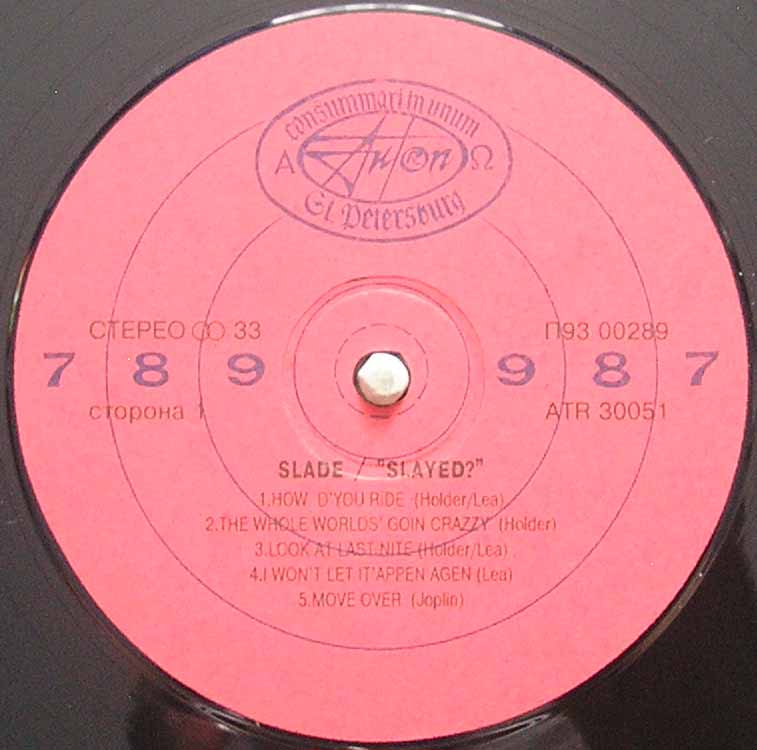 consummari in unum
Α AnTrop Ω
St. Petersburg
СТЕРЕО 33
П93 00289
7 8 9 9 8 7
сторона 1
ATR 30051
SLADE / "SLAYED?"
1.HOW D'YOU RIDE (Holder/Lea)
2.THE WHOLE WORLDS' GOIN CRAZZY (Holder)
3.LOOK AT LAST NITE (Holder/Lea)
4.I WON'T LET IT'APPEN AGEN (Lea)
5.MOVE OVER (Joplin)